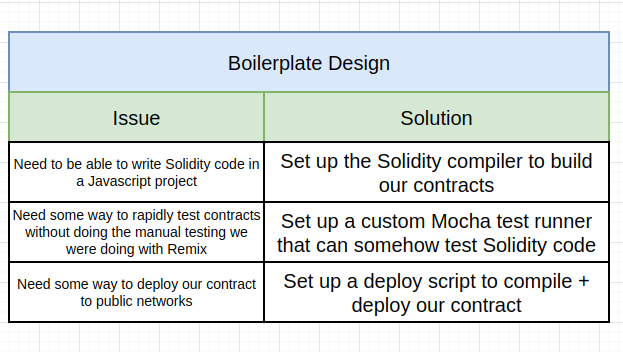 Boilerplate Design
Issue
Solution
Need to be able to write Solidity code in
a Javascript project
Set up the Solidity compiler to build
our contracts
Need some way to rapidly test contracts
without doing the manual testing we
were doing with Remix
Set up a custom Mocha test runner
that can somehow test Solidity code
Need some way to deploy our contract
to public networks
Set up a deploy script to compile +
deploy our contract